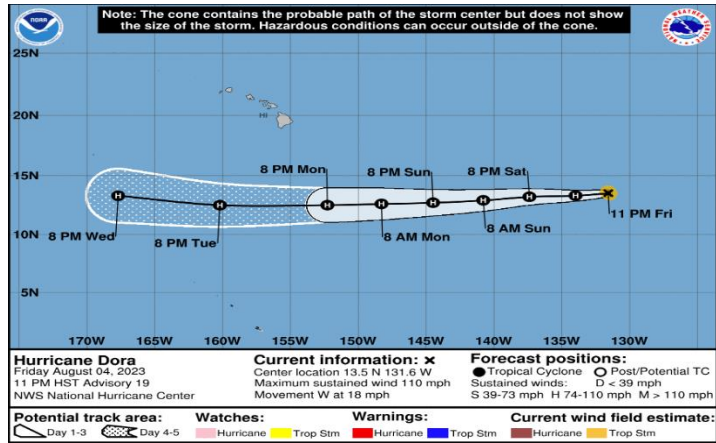 Note: The cone contains the probable path of the storm center but does not show
the size of the storm. Hazardous conditions can occur outside of the cone.
NOAA
NATIONAL WEATHER SERVICE
25N
20N
HI
15N
8 PM Mon
8 PM Sun
8 PM Sat
H H H H H H H H
11 PM Fri
8 AM Sun
8 AM Mon
8 PM Tue
8 PM Wed
10N
5N
170W 165W 160W 155W 150W 145W 140W 135W 130W
Hurricane Dora
Friday August 04, 2023
11 PM HST Advisory 19
NWS National Hurricane Center
Current information: x
Center location 13.5 N 131.6 W
Maximum sustained wind 110 mph
Movement W at 18 mph
Forecast positions:
Tropical Cyclone Post/Potential TC
Sustained winds: D < 39 mph
S 39-73 mph H 74-110 mph M > 110 mph
Potential track area:
Day 1-3 Day 4-5
Watches:
Hurricane Trop Stm
Warnings:
Hurricane Trop Stm
Current wind field estimate:
Hurricane Trop Stm